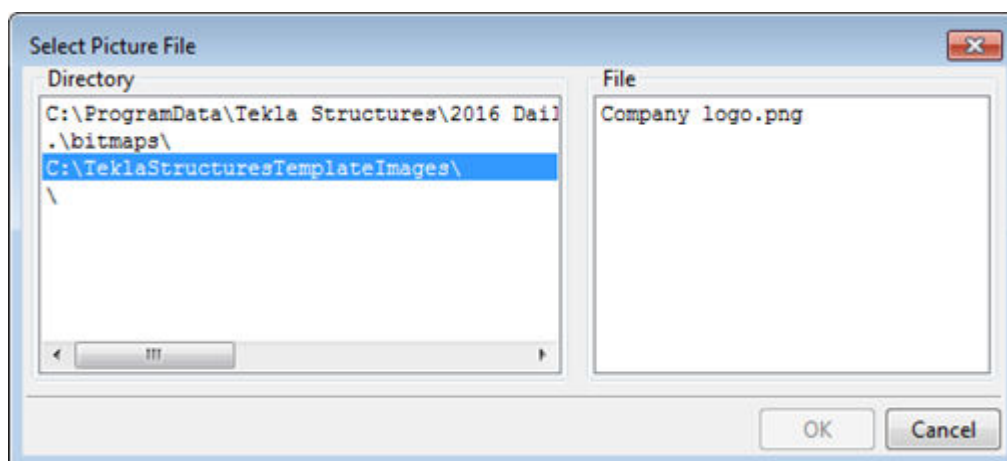 Select Picture File
Directory
C:\ProgramData\Tekla Structures\2016 Dail
.\bitmaps\
C:\TeklaStructuresTemplateImages\
\
File
Company logo.png
OK
Cancel